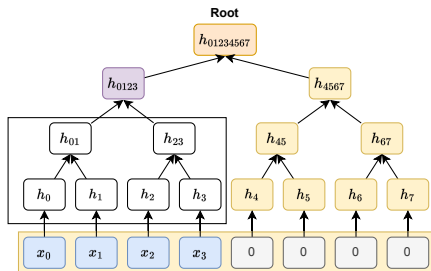 Root
h₀₁₂₃₄₅₆₇
h₀₁₂₃ h₄₅₆₇
h₀₁ h₂₃ h₄₅ h₆₇
h₀ h₁ h₂ h₃ h₄ h₅ h₆ h₇
x₀ x₁ x₂ x₃ 0 0 0 0